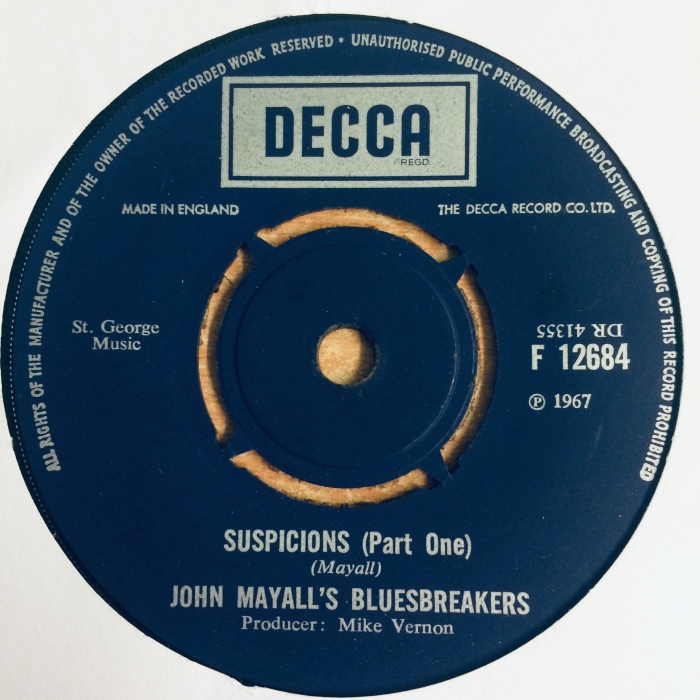 ALL RIGHTS OF THE MANUFACTURER AND OF THE OWNER OF THE RECORDED WORK RESERVED • UNAUTHORISED PUBLIC PERFORMANCE BROADCASTING AND COPYING OF THIS RECORD PROHIBITED
DECCA
REGD.
MADE IN ENGLAND
THE DECCA RECORD CO. LTD.
St. George
Music
DR 41355
F 12684
℗ 1967
SUSPICIONS (Part One)
(Mayall)
JOHN MAYALL'S BLUESBREAKERS
Producer: Mike Vernon